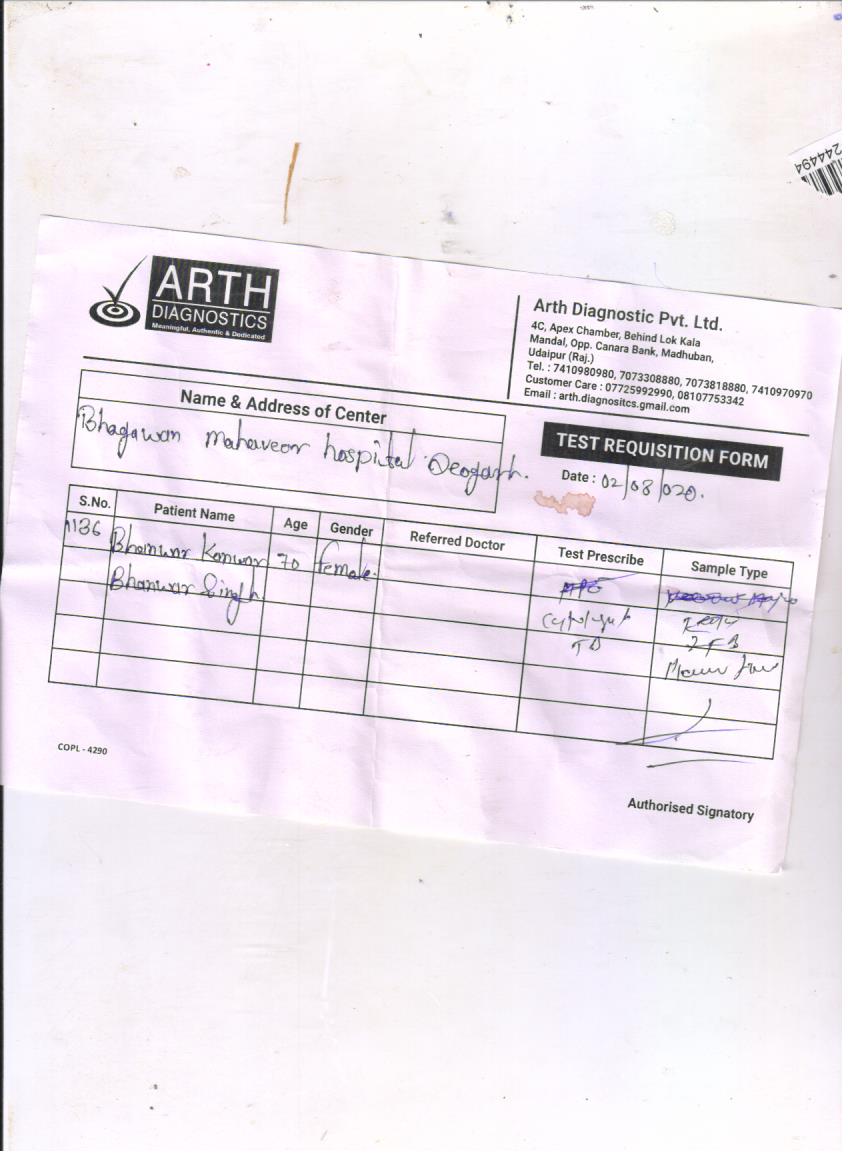 244494
ARTH
DIAGNOSTICS
Meaningful, Authentic & Dedicated
Arth Diagnostic Pvt. Ltd.
4C, Apex Chamber, Behind Lok Kala
Mandal, Opp. Canara Bank, Madhuban,
Udaipur (Raj.)
Tel. : 7410980980, 7073308880, 7073818880, 7410970970
Customer Care : 07725992990, 08107753342
Email : arth.diagnositcs.gmail.com
Name & Address of Center
Bhagawan mahaveer hospital Deogarh.
TEST REQUISITION FORM
Date : 02/08/020.
S.No. Patient Name Age Gender Referred Doctor Test Prescribe Sample Type
1136 Bhanwar Kanwar 70 female.
Bhanwar Singh
TB
COPL - 4290
Authorised Signatory